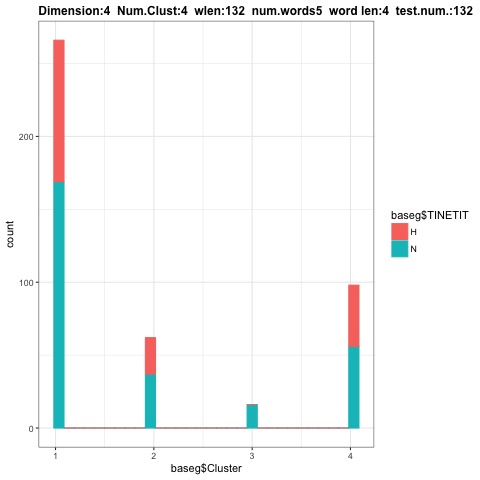 Dimension:4 Num.Clust:4 wlen:132 num.words5 word len:4 test.num.:132
200
100
0
count
1 2 3 4
baseg$Cluster
baseg$TINETIT
H
N